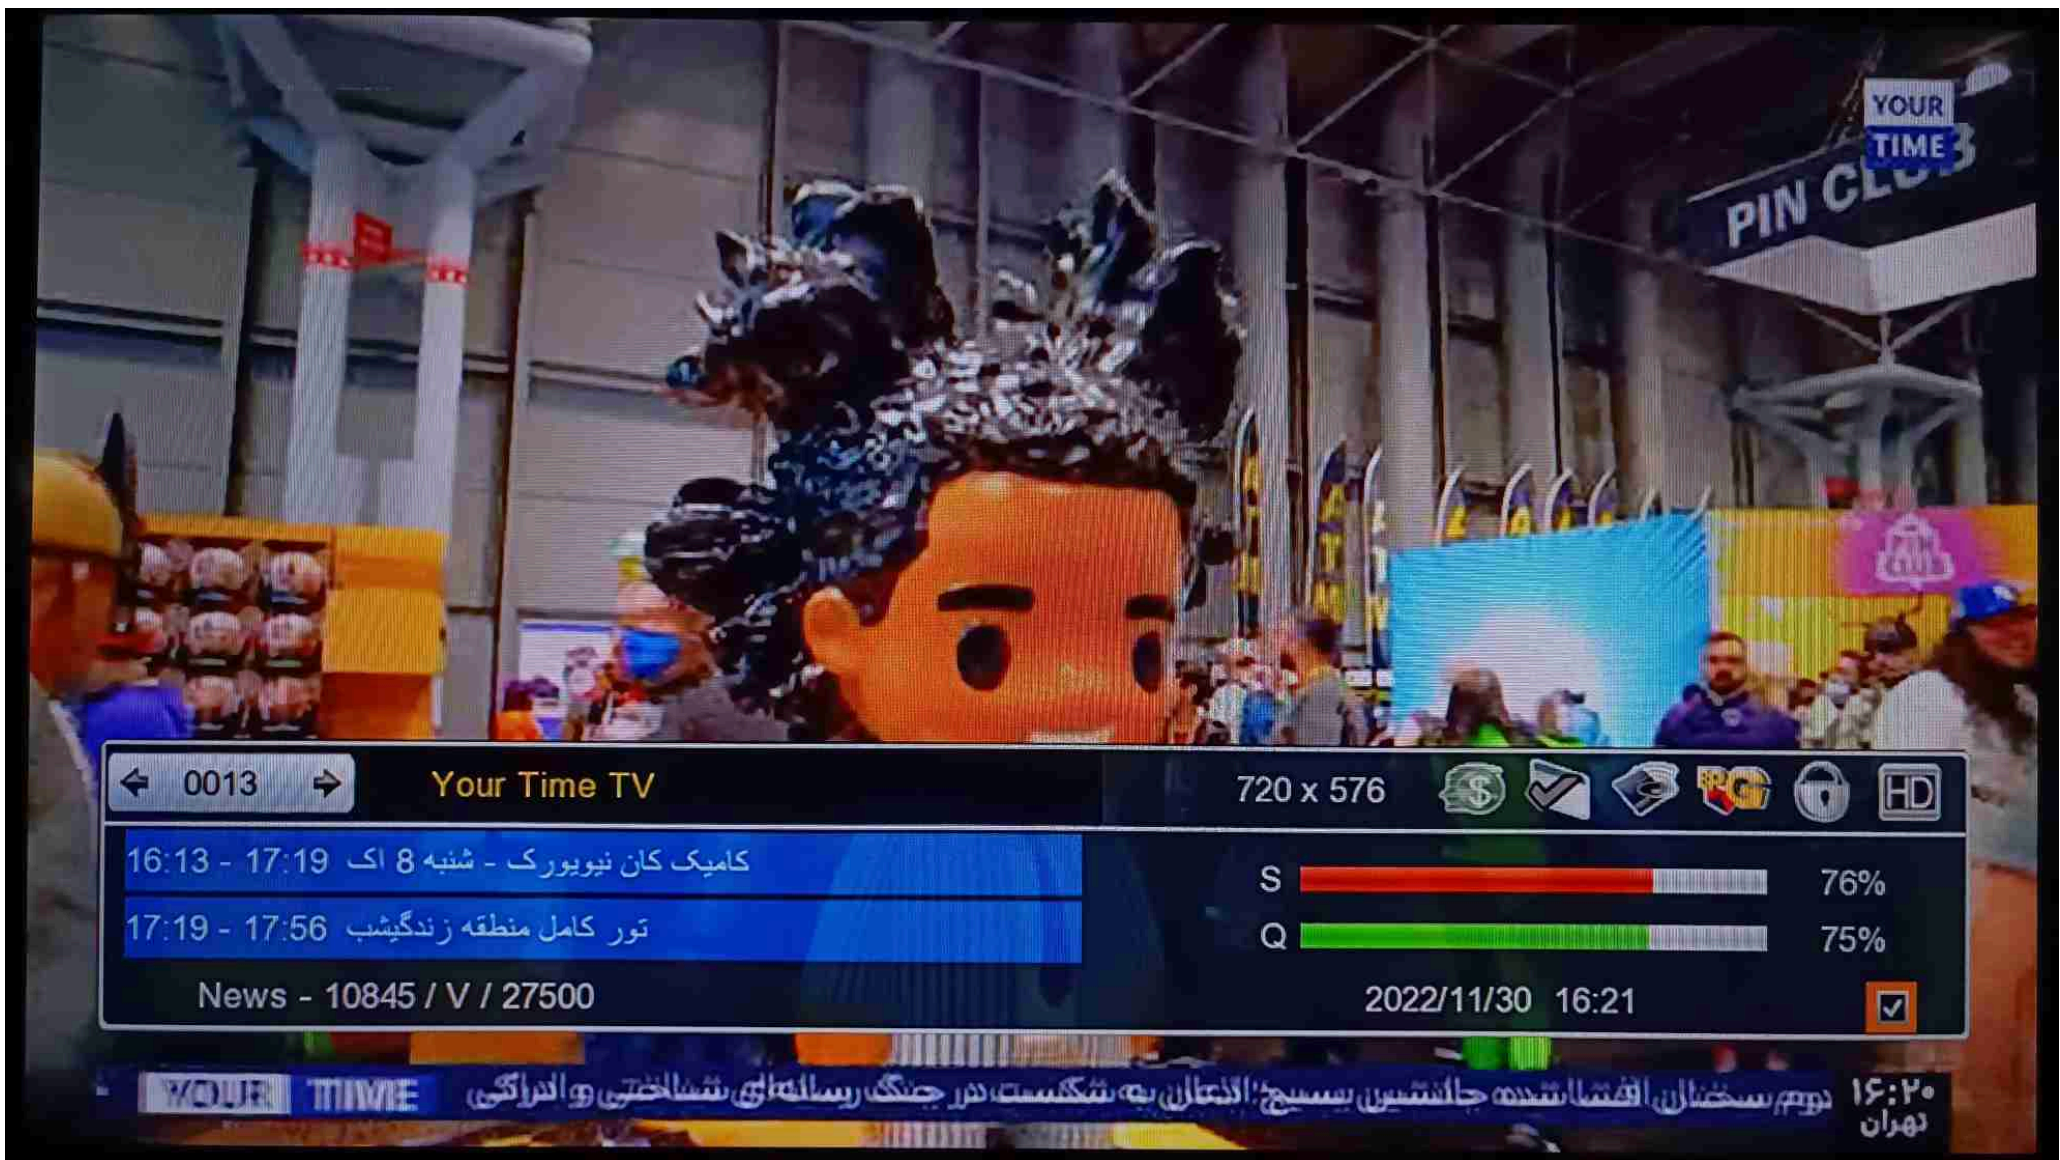 YOUR
TIME
PIN CLUB
0013
Your Time TV
720 x 576
HD
16:13 - 17:19 کامیک کان نیویورک - شنبه 8 اک
S 76%
17:19 - 17:56 تور کامل منطقه زندگیشب
Q 75%
News - 10845 / V / 27500
2022/11/30 16:21
YOUR TIME
دوم سخنان افشا شده جانشین بسیج؛ اذعان به شکست در جنگ رسانه‌ای شناختی و ادراکی
۱۶:۲۰
تهران